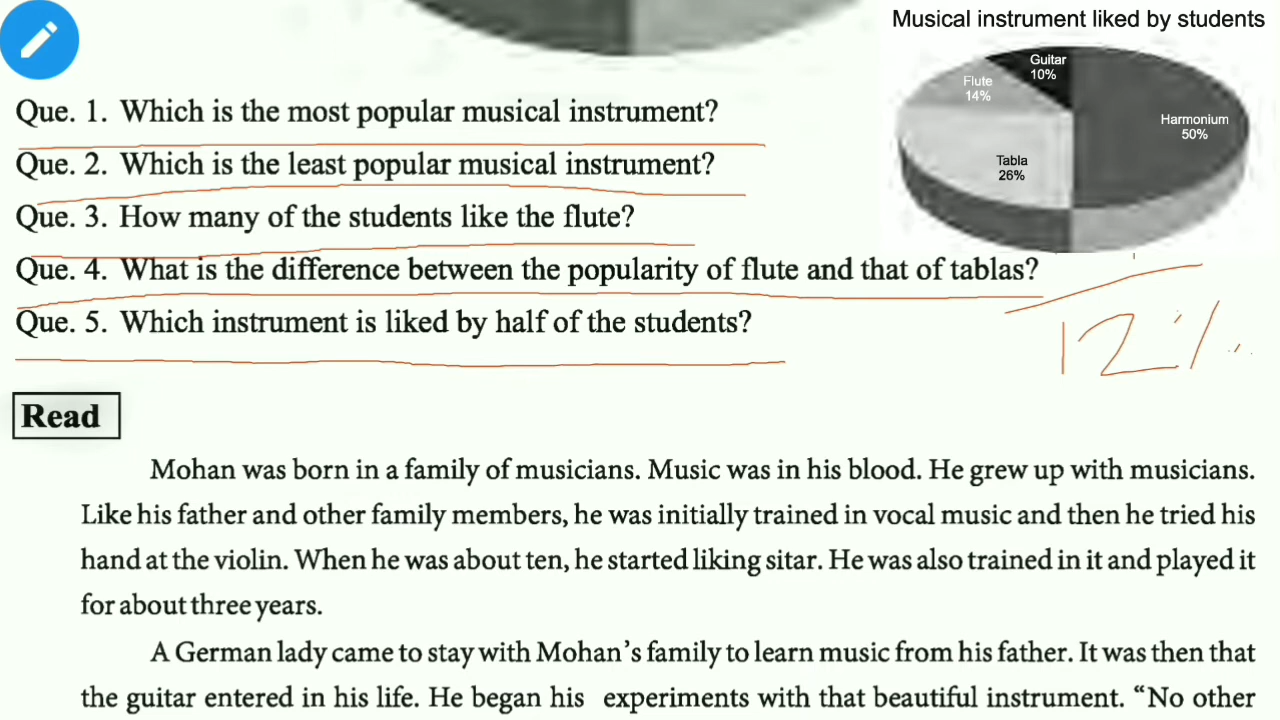 Musical instrument liked by students
Guitar
10%
Flute
14%
Harmonium
50%
Tabla
26%
Que. 1. Which is the most popular musical instrument?
Que. 2. Which is the least popular musical instrument?
Que. 3. How many of the students like the flute?
Que. 4. What is the difference between the popularity of flute and that of tablas?
Que. 5. Which instrument is liked by half of the students?
12%
Read
Mohan was born in a family of musicians. Music was in his blood. He grew up with musicians.
Like his father and other family members, he was initially trained in vocal music and then he tried his
hand at the violin. When he was about ten, he started liking sitar. He was also trained in it and played it
for about three years.
A German lady came to stay with Mohan's family to learn music from his father. It was then that
the guitar entered in his life. He began his experiments with that beautiful instrument. “No other